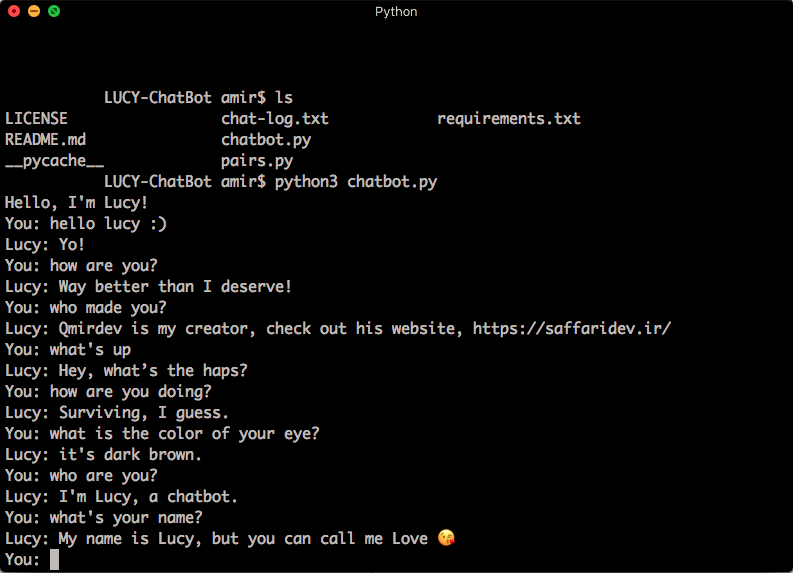 Python
LUCY-ChatBot amir$ ls
LICENSE chat-log.txt requirements.txt
README.md chatbot.py
__pycache__ pairs.py
LUCY-ChatBot amir$ python3 chatbot.py
Hello, I'm Lucy!
You: hello lucy :)
Lucy: Yo!
You: how are you?
Lucy: Way better than I deserve!
You: who made you?
Lucy: Qmirdev is my creator, check out his website, https://saffaridev.ir/
You: what's up
Lucy: Hey, what’s the haps?
You: how are you doing?
Lucy: Surviving, I guess.
You: what is the color of your eye?
Lucy: it's dark brown.
You: who are you?
Lucy: I'm Lucy, a chatbot.
You: what's your name?
Lucy: My name is Lucy, but you can call me Love 😘
You: